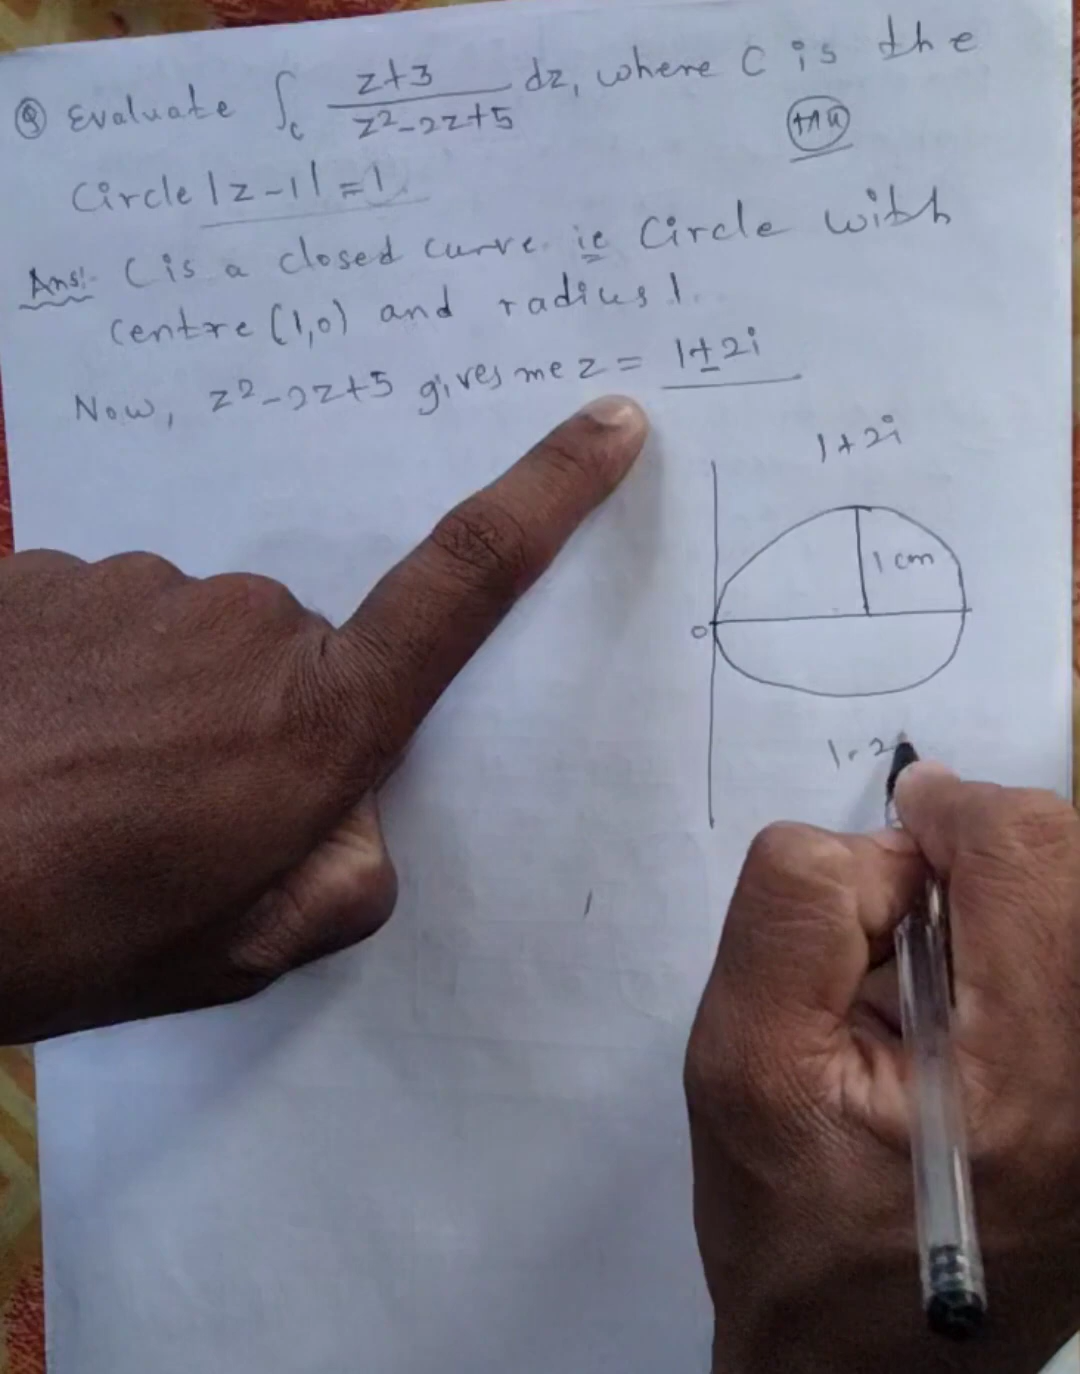 Q Evaluate ∫c z+3 / z²-2z+5 dz, where C is the
Circle |z-1| = 1.
Ans:- C is a closed curve. ie Circle with
Centre (1,0) and radius 1.
Now, z²-2z+5 gives me z = 1±2i
1+2i
1 cm
0
1-2